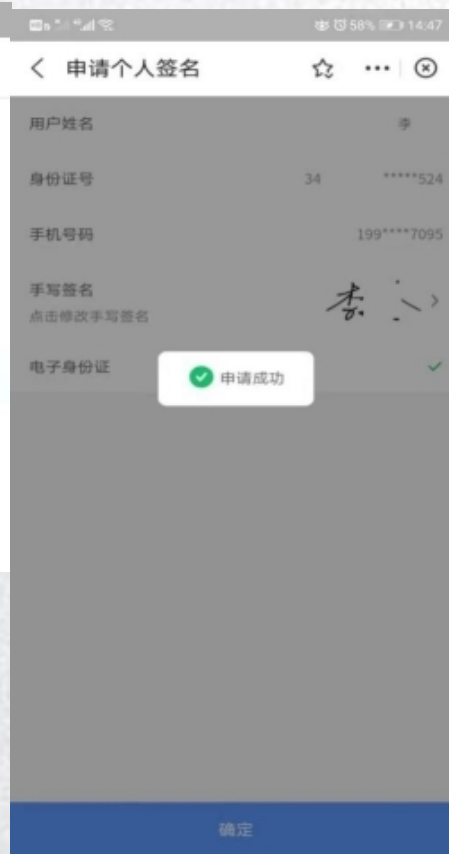 58% 14:47
申请个人签名
用户姓名 李
身份证号 34 *****524
手机号码 199****7095
手写签名
李
点击修改手写签名
电子身份证
申请成功
确定